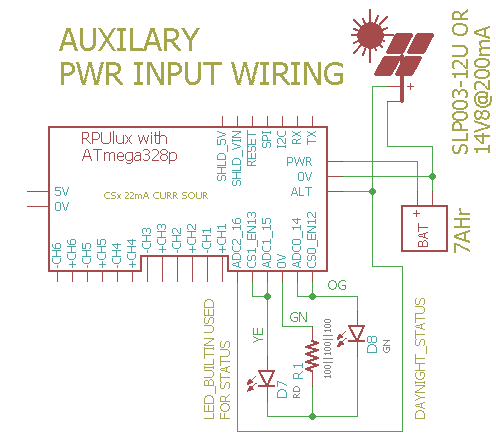 AUXILARY
PWR INPUT WIRING
SLP003-12U OR
14V8@200mA
+
RPUlux with
ATmega328p
CSx 22mA CURR SOUR
SHLD_5V
SHLD_VIN
RESET
SPI
I2C
RX
TX
PWR
0V
ALT
5V
0V
-CH6
+CH6
-CH5
+CH5
-CH4
+CH4
-CH3
+CH3
-CH2
+CH2
-CH1
+CH1
ADC2_16
CS1_EN13
ADC1_15
0V
ADC0_14
CS0_EN12
+
BAT
7AHr
OG
GN
YE
LED_BUILTIN USED
FOR STATUS
D7
RD
R1
100||100||100
D8
GN
DAYNIGHT_STATUS